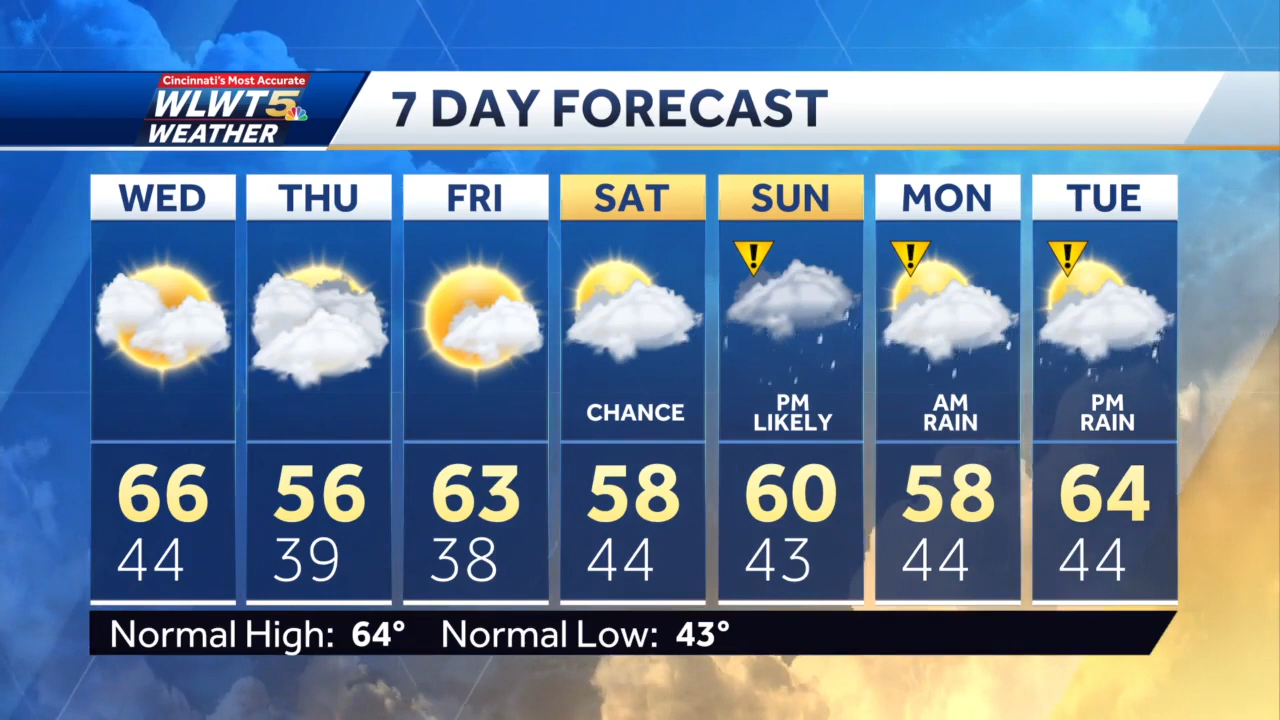 Cincinnati's Most Accurate
WLWT5
WEATHER
7 DAY FORECAST
WED THU FRI SAT SUN MON TUE
! ! !
CHANCE PM LIKELY AM RAIN PM RAIN
66 56 63 58 60 58 64
44 39 38 44 43 44 44
Normal High: 64° Normal Low: 43°